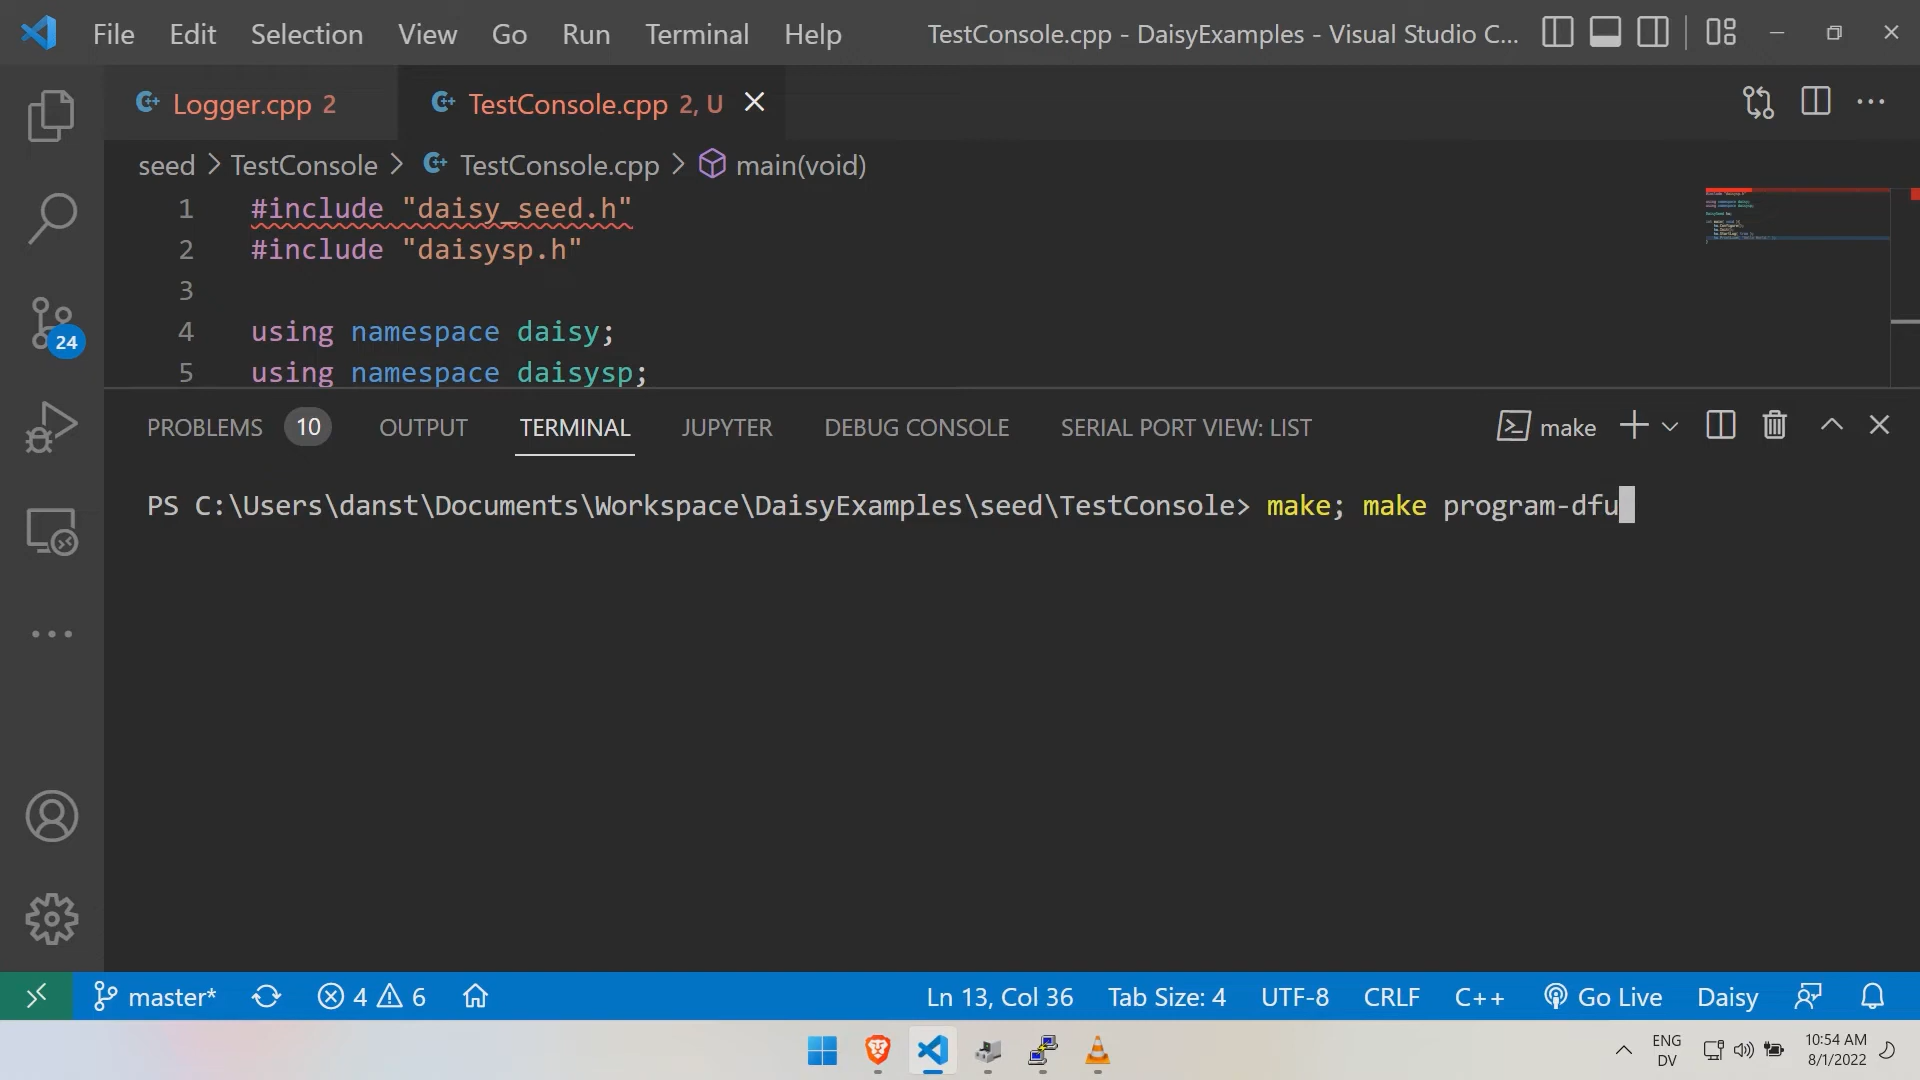 File Edit Selection View Go Run Terminal Help TestConsole.cpp - DaisyExamples - Visual Studio C...
Logger.cpp 2 TestConsole.cpp 2, U
seed > TestConsole > TestConsole.cpp > main(void)
1 #include "daisy_seed.h"
2 #include "daisysp.h"
3
4 using namespace daisy;
5 using namespace daisysp;
24
PROBLEMS 10 OUTPUT TERMINAL JUPYTER DEBUG CONSOLE SERIAL PORT VIEW: LIST make
PS C:\Users\danst\Documents\Workspace\DaisyExamples\seed\TestConsole> make; make program-dfu
master* 4 6 Ln 13, Col 36 Tab Size: 4 UTF-8 CRLF C++ Go Live Daisy
ENG 10:54 AM
DV 8/1/2022